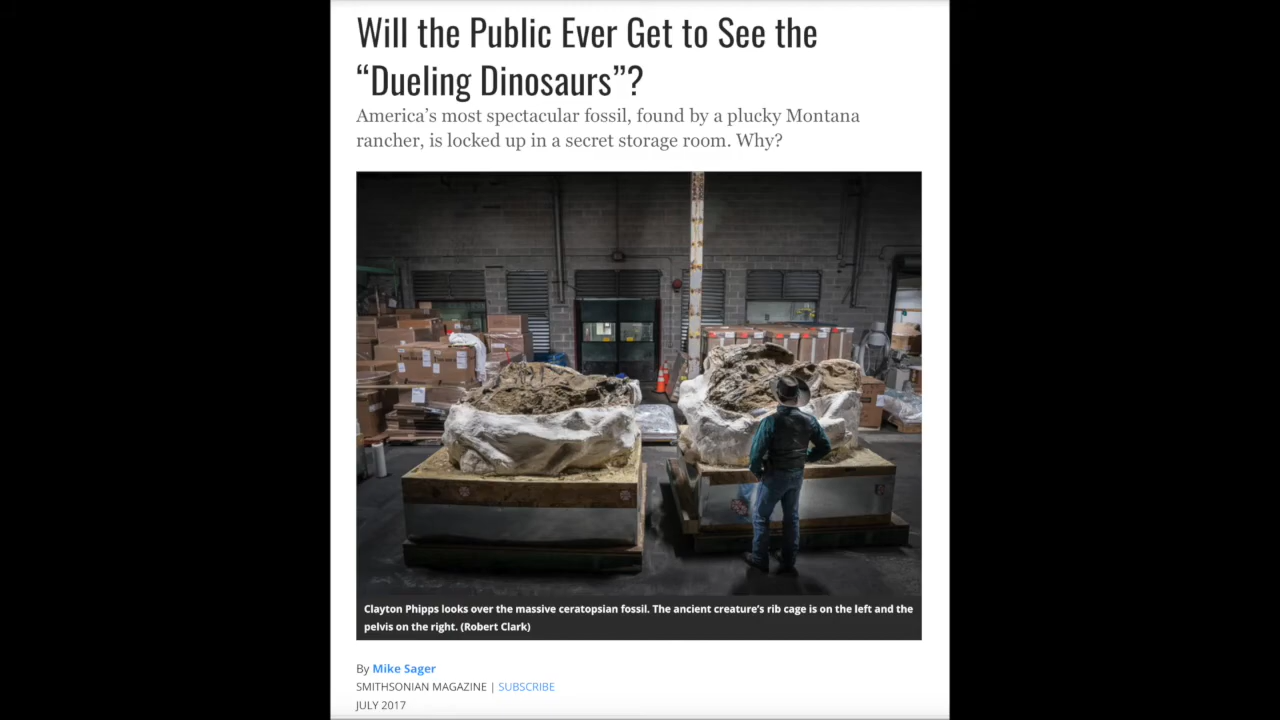 Will the Public Ever Get to See the
“Dueling Dinosaurs”?
America’s most spectacular fossil, found by a plucky Montana
rancher, is locked up in a secret storage room. Why?
Clayton Phipps looks over the massive ceratopsian fossil. The ancient creature’s rib cage is on the left and the
pelvis on the right. (Robert Clark)
By Mike Sager
SMITHSONIAN MAGAZINE | SUBSCRIBE
JULY 2017